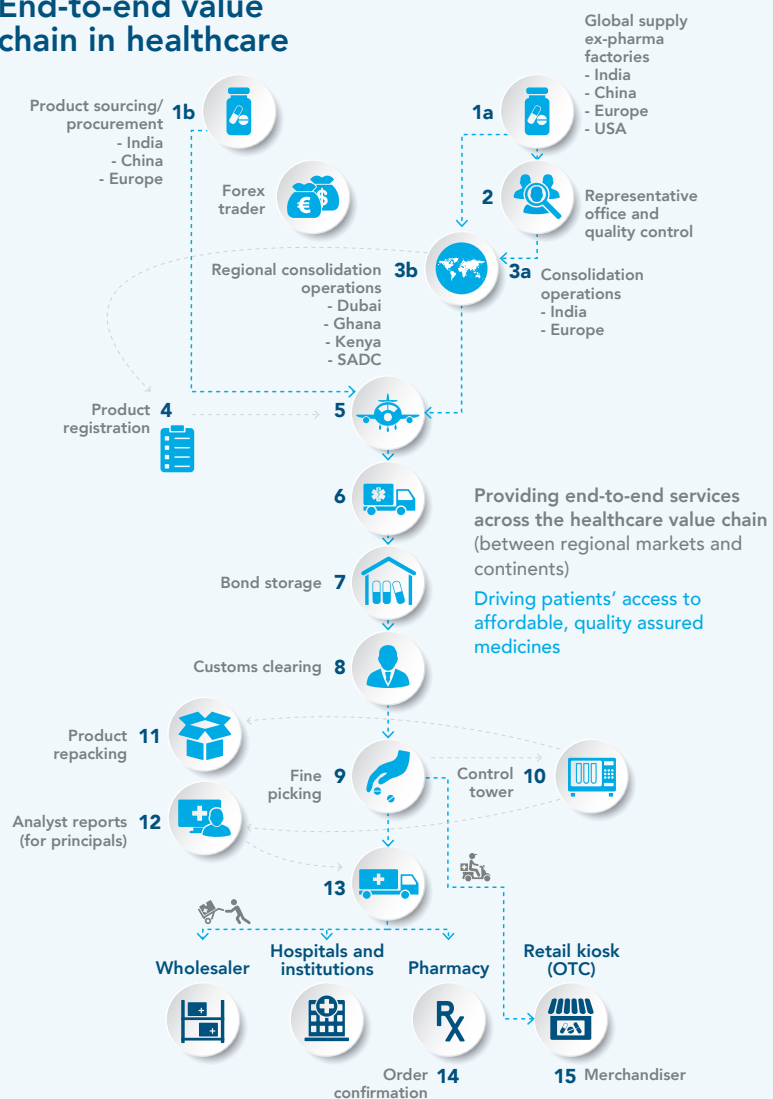 End-to-end value
chain in healthcare
Global supply
ex-pharma
factories
- India
- China
- Europe
- USA
1a
Product sourcing/
procurement
- India
- China
- Europe
1b
Forex
trader
€
$
2
Representative
office and
quality control
Regional consolidation
operations
- Dubai
- Ghana
- Kenya
- SADC
3b
3a
Consolidation
operations
- India
- Europe
Product
registration
4
5
6
Providing end-to-end services
across the healthcare value chain
(between regional markets and
continents)
Driving patients’ access to
affordable, quality assured
medicines
Bond storage 7
Customs clearing 8
Product
repacking
11
Fine
picking
9
Control
tower
10
Analyst reports
(for principals)
12
13
Wholesaler
Hospitals and
institutions
Pharmacy
Retail kiosk
(OTC)
Rx
Order
confirmation
14
15 Merchandiser